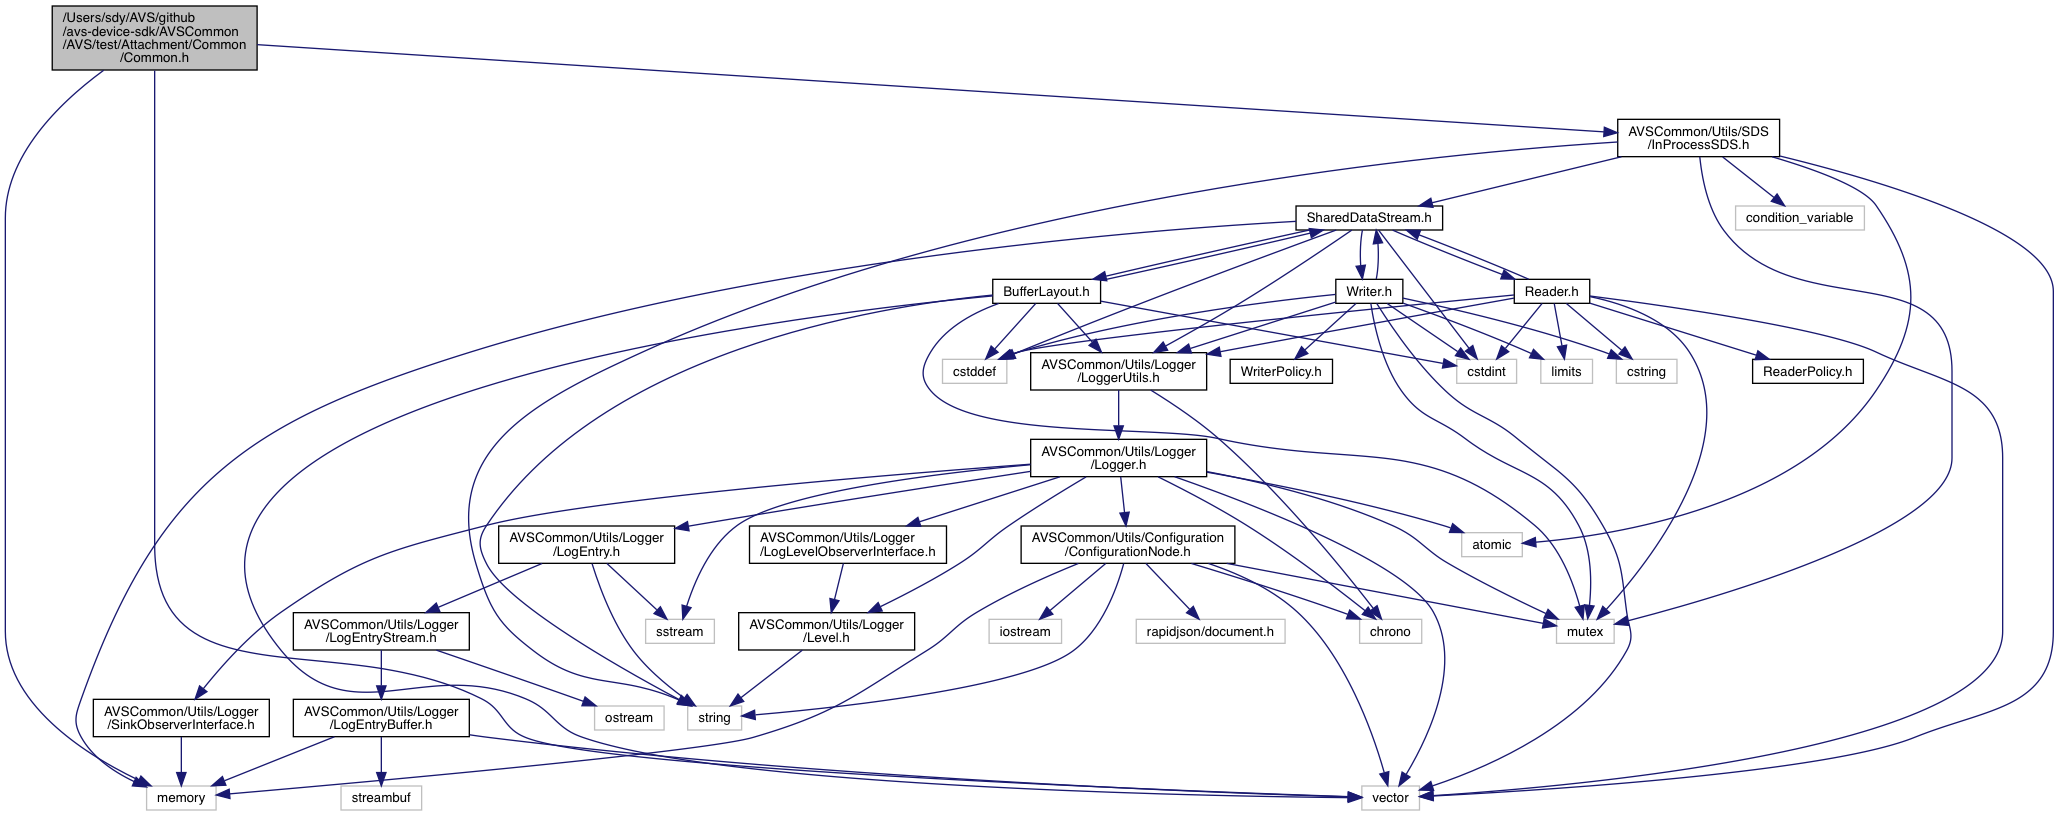 /Users/sdy/AVS/github
/avs-device-sdk/AVSCommon
/AVS/test/Attachment/Common
/Common.h
AVSCommon/Utils/SDS
/InProcessSDS.h
SharedDataStream.h
condition_variable
BufferLayout.h
Writer.h
Reader.h
cstddef
AVSCommon/Utils/Logger
/LoggerUtils.h
WriterPolicy.h
cstdint
limits
cstring
ReaderPolicy.h
AVSCommon/Utils/Logger
/Logger.h
AVSCommon/Utils/Logger
/LogEntry.h
AVSCommon/Utils/Logger
/LogLevelObserverInterface.h
AVSCommon/Utils/Configuration
/ConfigurationNode.h
atomic
AVSCommon/Utils/Logger
/LogEntryStream.h
sstream
AVSCommon/Utils/Logger
/Level.h
iostream
rapidjson/document.h
chrono
mutex
AVSCommon/Utils/Logger
/SinkObserverInterface.h
AVSCommon/Utils/Logger
/LogEntryBuffer.h
ostream
string
memory
streambuf
vector